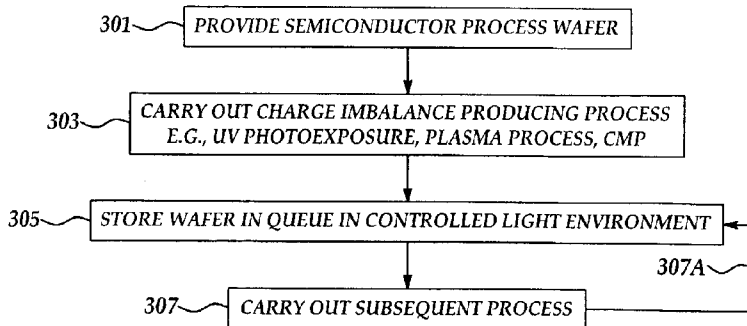 301 PROVIDE SEMICONDUCTOR PROCESS WAFER
303 CARRY OUT CHARGE IMBALANCE PRODUCING PROCESS
E.G., UV PHOTOEXPOSURE, PLASMA PROCESS, CMP
305 STORE WAFER IN QUEUE IN CONTROLLED LIGHT ENVIRONMENT
307A
307 CARRY OUT SUBSEQUENT PROCESS